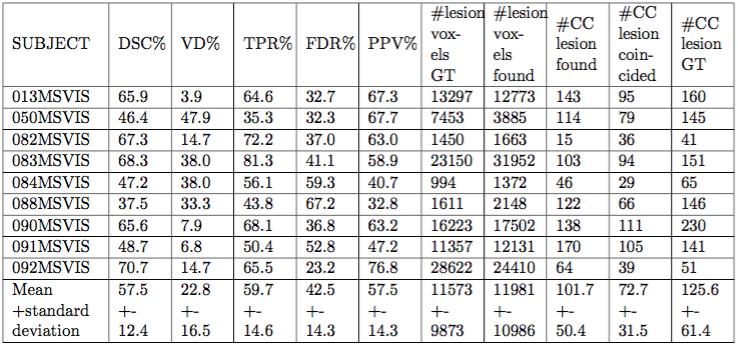 SUBJECT DSC% VD% TPR% FDR% PPV% #lesion vox- els GT #lesion vox- els found #CC lesion found #CC lesion coin- cided #CC lesion GT
013MSVIS 65.9 3.9 64.6 32.7 67.3 13297 12773 143 95 160
050MSVIS 46.4 47.9 35.3 32.3 67.7 7453 3885 114 79 145
082MSVIS 67.3 14.7 72.2 37.0 63.0 1450 1663 15 36 41
083MSVIS 68.3 38.0 81.3 41.1 58.9 23150 31952 103 94 151
084MSVIS 47.2 38.0 56.1 59.3 40.7 994 1372 46 29 65
088MSVIS 37.5 33.3 43.8 67.2 32.8 1611 2148 122 66 146
090MSVIS 65.6 7.9 68.1 36.8 63.2 16223 17502 138 111 230
091MSVIS 48.7 6.8 50.4 52.8 47.2 11357 12131 170 105 141
092MSVIS 70.7 14.7 65.5 23.2 76.8 28622 24410 64 39 51
Mean 57.5 22.8 59.7 42.5 57.5 11573 11981 101.7 72.7 125.6
+standard +- +- +- +- +- +- +- +- +- +-
deviation 12.4 16.5 14.6 14.3 14.3 9873 10986 50.4 31.5 61.4